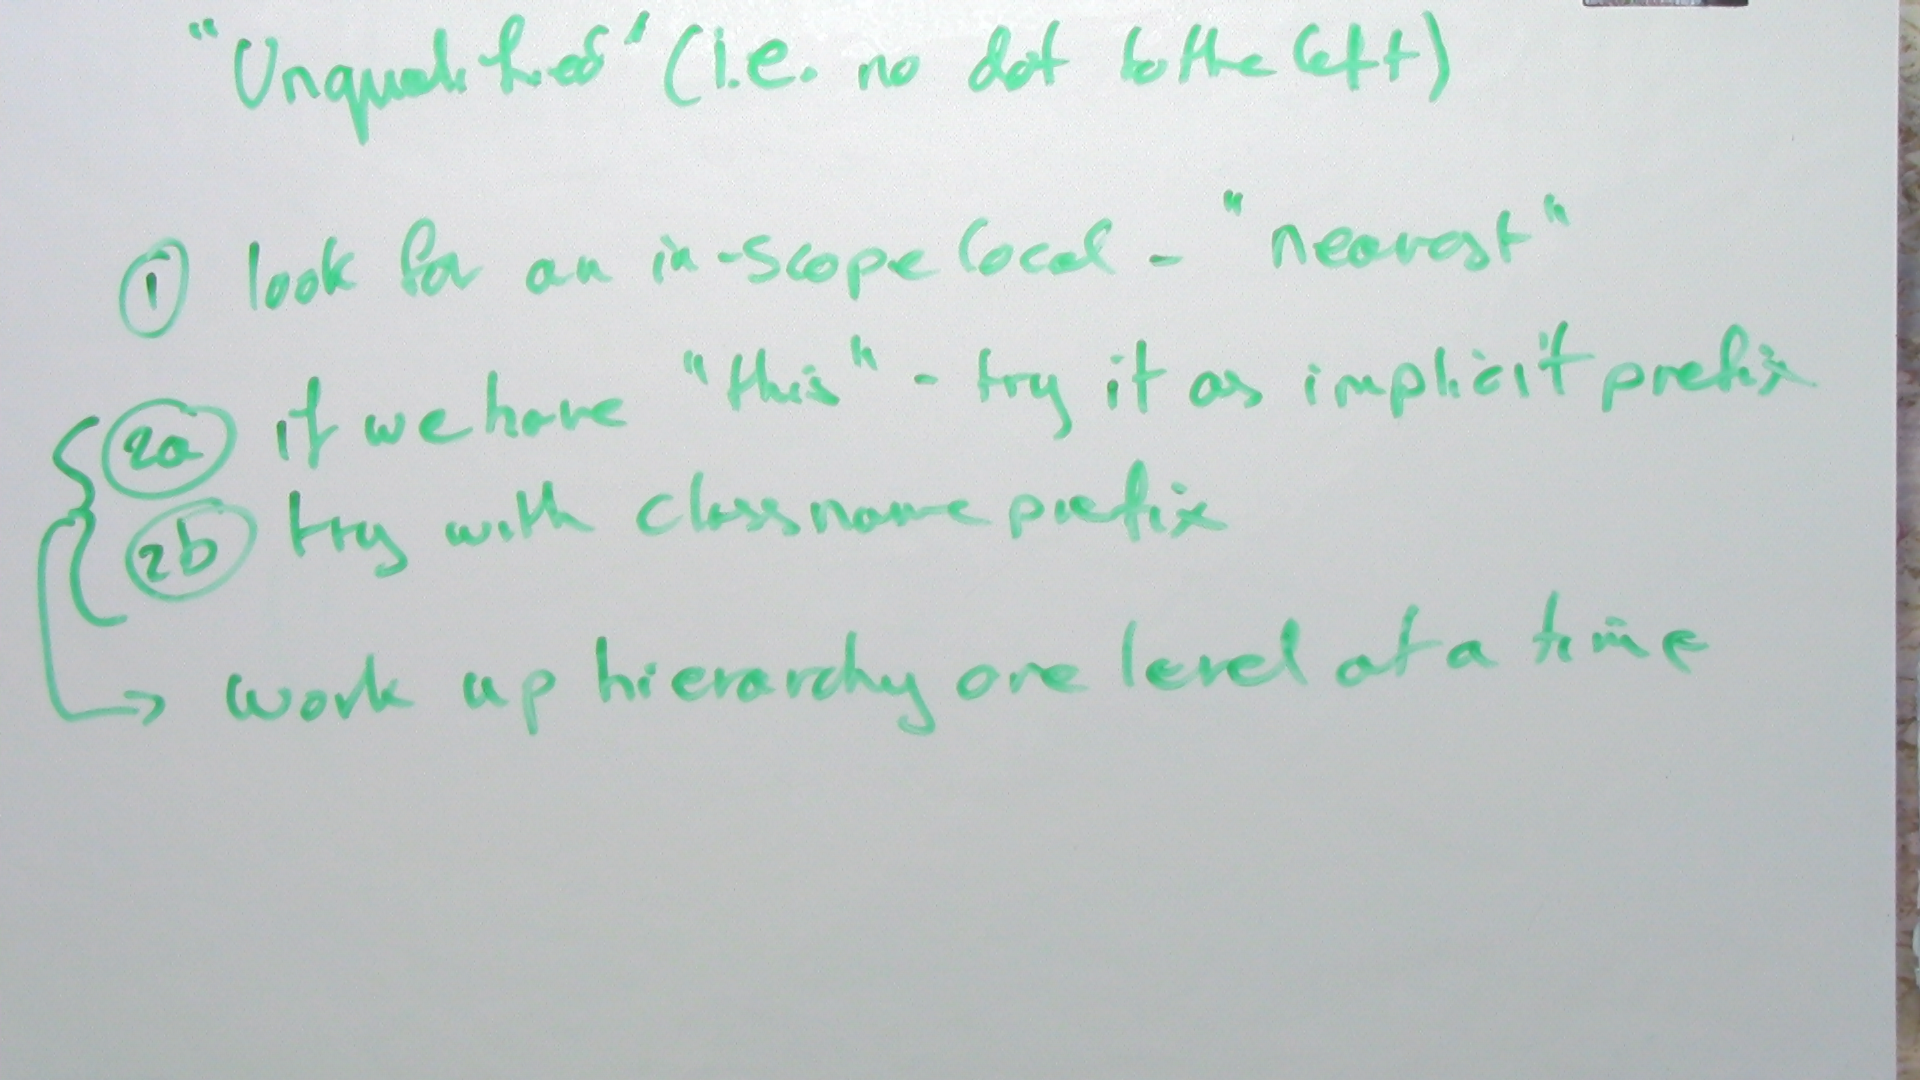 "Unqualified" (i.e. no dot to the left)
① look for an in-scope local - "nearest"
2a if we have "this" - try it as implicit prefix
2b try with classname prefix
→ work up hierarchy one level at a time